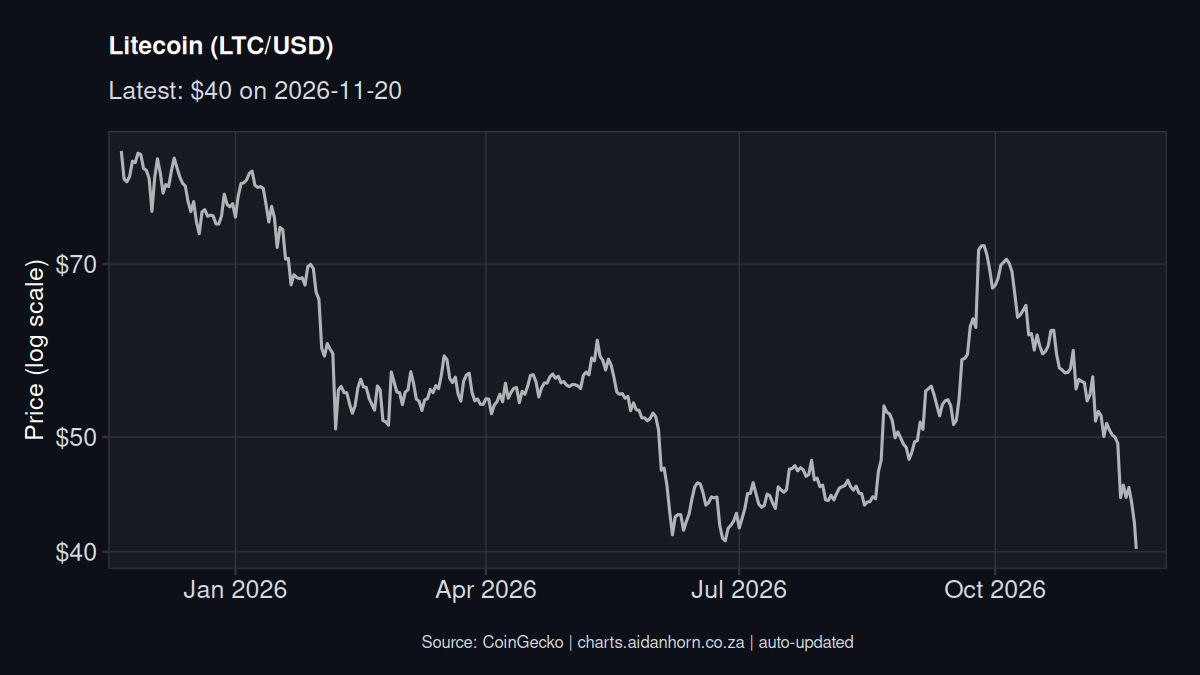 Litecoin (LTC/USD)
Latest: $40 on 2026-11-20
Price (log scale)
$70
$50
$40
Jan 2026
Apr 2026
Jul 2026
Oct 2026
Source: CoinGecko | charts.aidanhorn.co.za | auto-updated